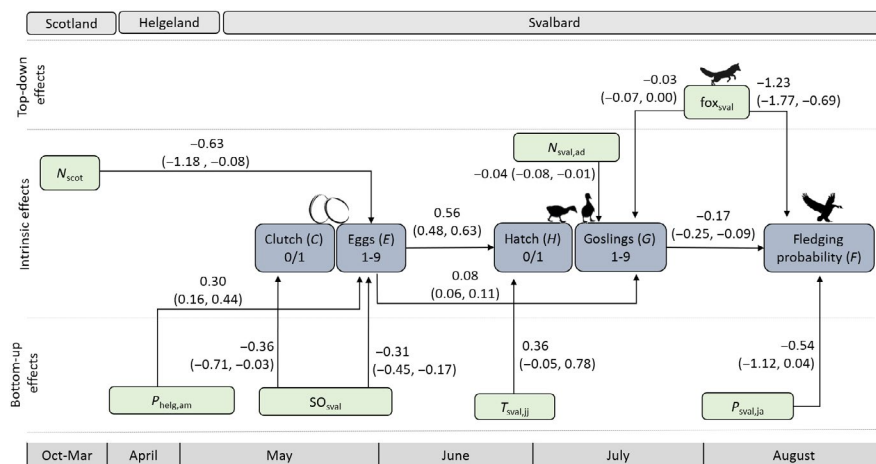 Scotland
Helgeland
Svalbard
Top-down
effects
−0.03
(−0.07, 0.00)
fox_sval
−1.23
(−1.77, −0.69)
Intrinsic effects
N_scot
−0.63
(−1.18 , −0.08)
N_sval,ad
−0.04 (−0.08, −0.01)
Clutch (C)
0/1
Eggs (E)
1-9
0.56
(0.48, 0.63)
Hatch (H)
0/1
Goslings (G)
1-9
−0.17
(−0.25, −0.09)
Fledging
probability (F)
0.08
(0.06, 0.11)
0.30
(0.16, 0.44)
Bottom-up
effects
−0.36
(−0.71, −0.03)
−0.31
(−0.45, −0.17)
0.36
(−0.05, 0.78)
−0.54
(−1.12, 0.04)
P_helg,am
SO_sval
T_sval,jj
P_sval,ja
Oct-Mar
April
May
June
July
August